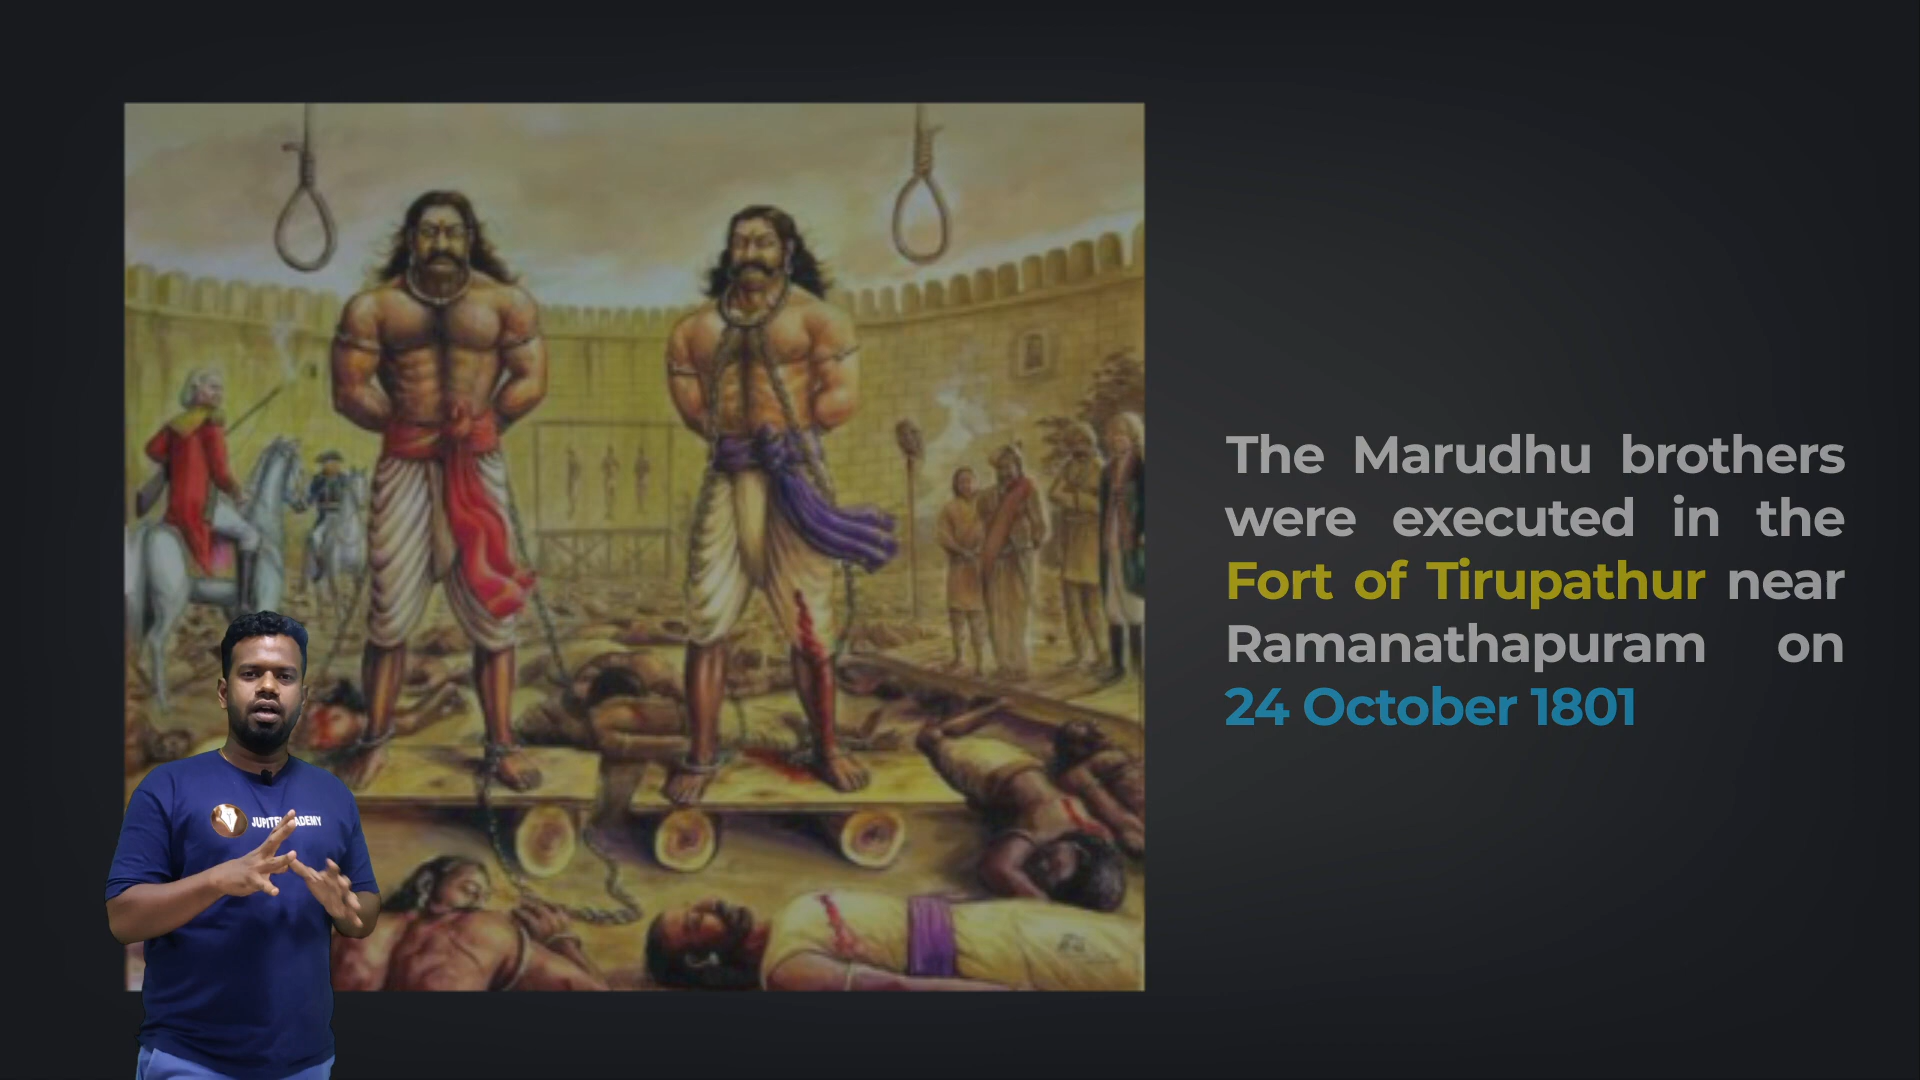 The Marudhu brothers
were executed in the
Fort of Tirupathur near
Ramanathapuram on
24 October 1801